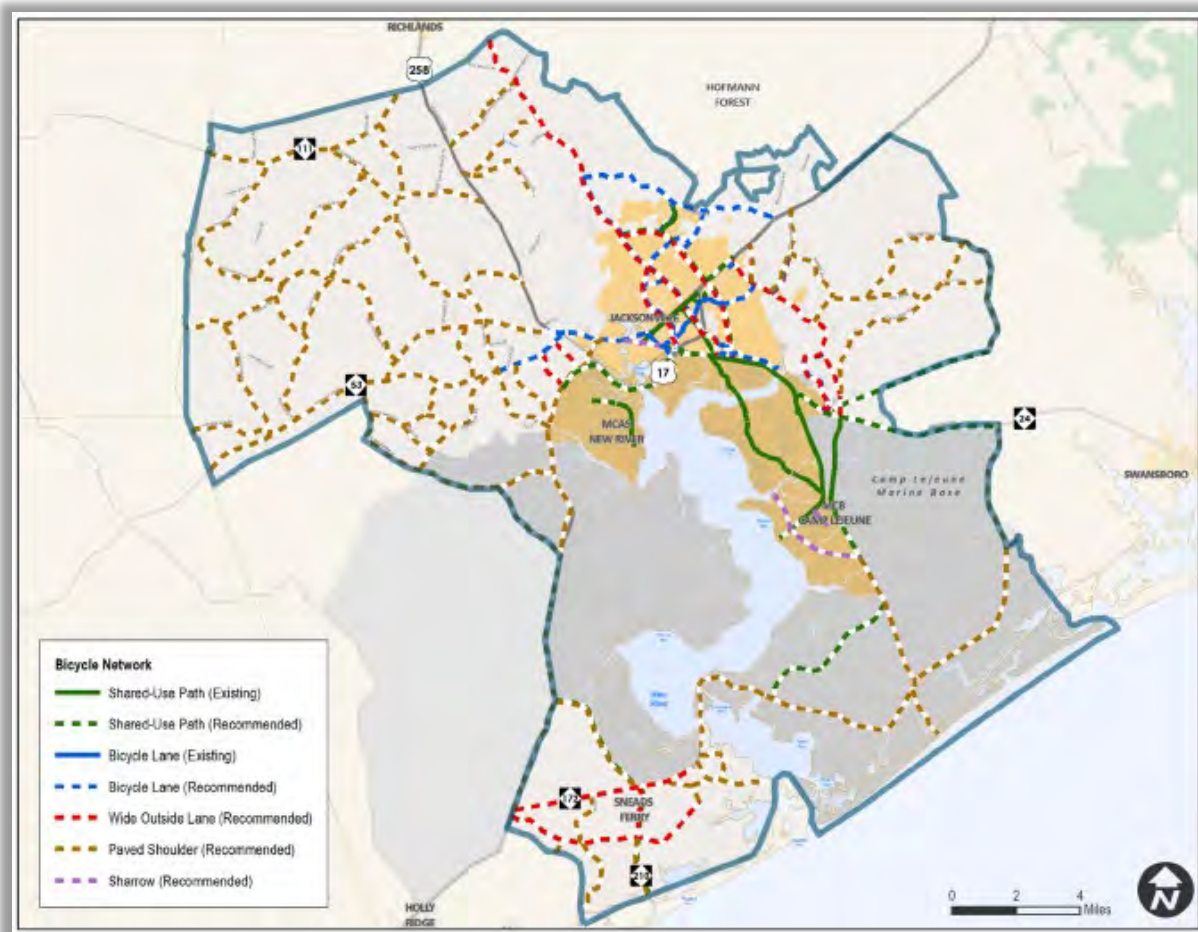 RICHLANDS
258
HOFMANN
FOREST
111
JACKSONVILLE
17
53
MCAS
NEW RIVER
24
SWANSBORO
Camp Lejeune
Marine Base
MCB
CAMP LEJEUNE
Bicycle Network
Shared-Use Path (Existing)
Shared-Use Path (Recommended)
Bicycle Lane (Existing)
Bicycle Lane (Recommended)
Wide Outside Lane (Recommended)
Paved Shoulder (Recommended)
Sharrow (Recommended)
172
SNEADS
FERRY
210
HOLLY
RIDGE
0 2 4
Miles
N